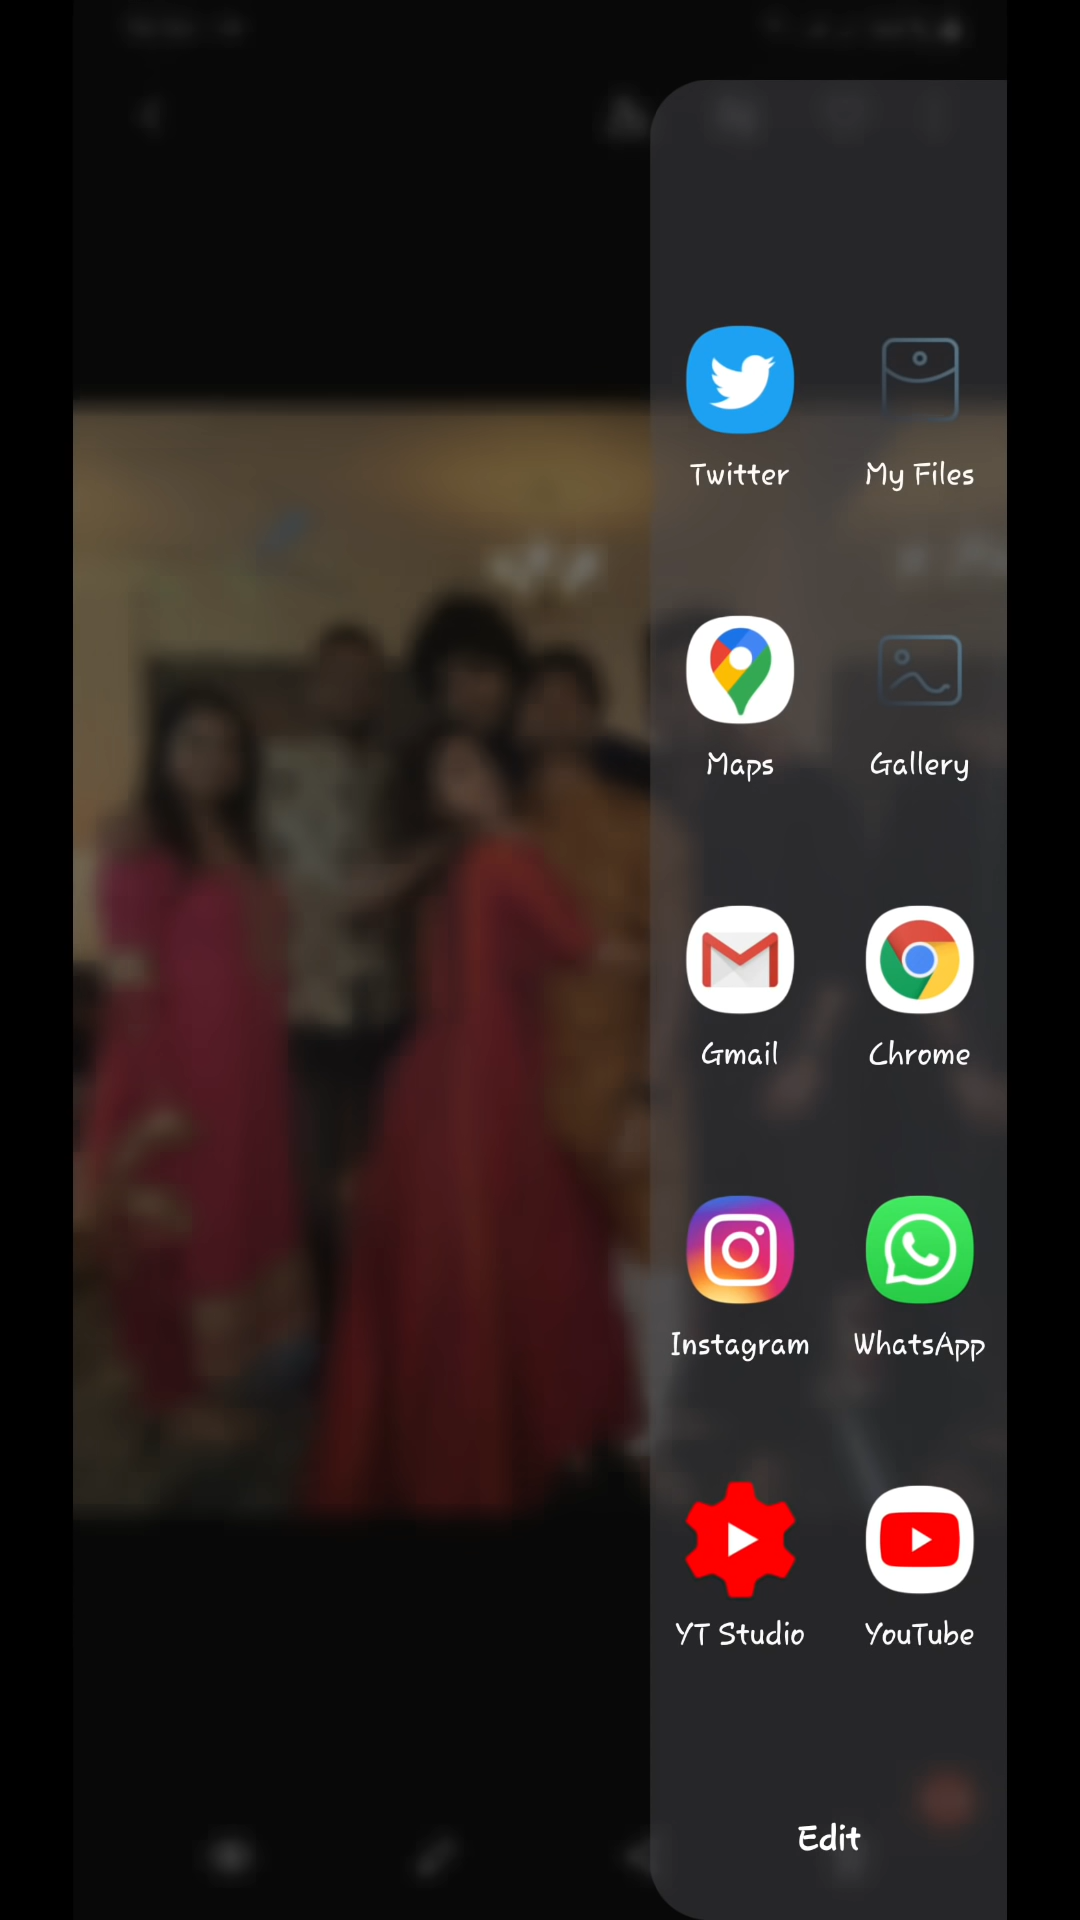 Twitter My Files
Maps Gallery
Gmail Chrome
Instagram WhatsApp
YT Studio YouTube
Edit